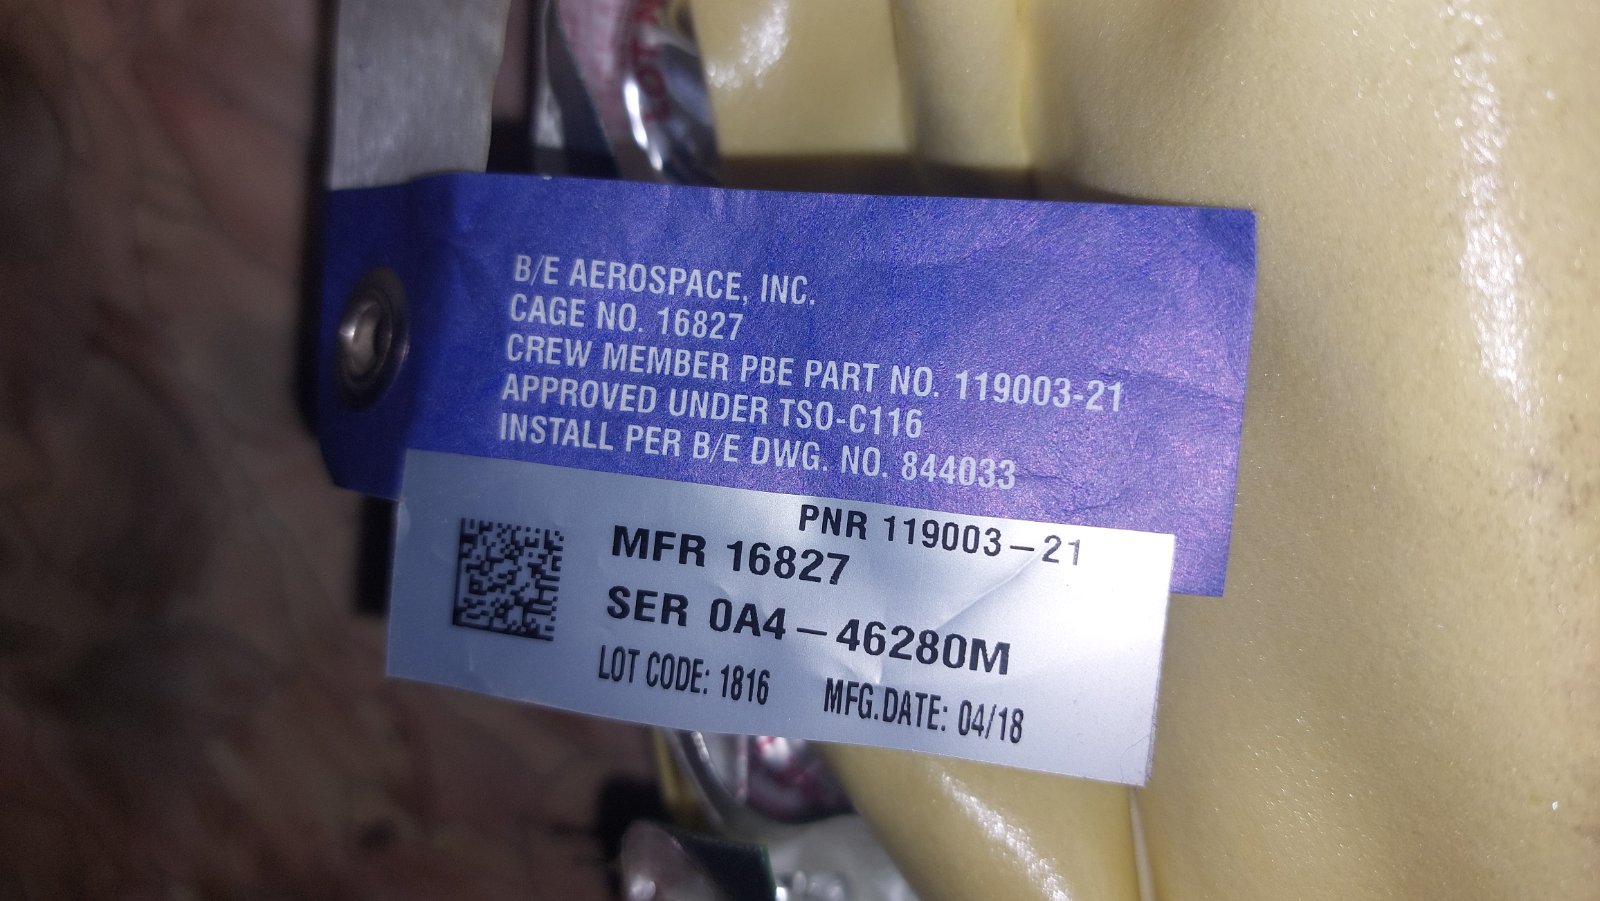 B/E AEROSPACE, INC.
CAGE NO. 16827
CREW MEMBER PBE PART NO. 119003-21
APPROVED UNDER TSO-C116
INSTALL PER B/E DWG. NO. 844033
PNR 119003-21
MFR 16827
SER 0A4-46280M
LOT CODE: 1816 MFG.DATE: 04/18